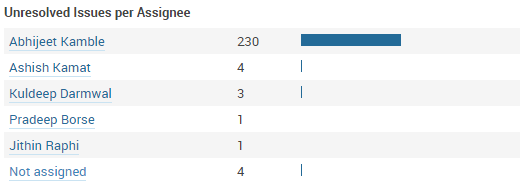 Unresolved Issues per Assignee
Abhijeet Kamble 230
Ashish Kamat 4
Kuldeep Darmwal 3
Pradeep Borse 1
Jithin Raphi 1
Not assigned 4